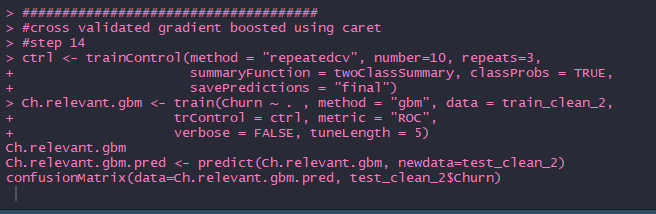 > #####################################
> #cross validated gradient boosted using caret
> #step 14
> ctrl <- trainControl(method = "repeatedcv", number=10, repeats=3,
+                      summaryFunction = twoClassSummary, classProbs = TRUE,
+                      savePredictions = "final")
> Ch.relevant.gbm <- train(Churn ~ . , method = "gbm", data = train_clean_2,
+                    trControl = ctrl, metric = "ROC",
+                    verbose = FALSE, tuneLength = 5)
Ch.relevant.gbm
Ch.relevant.gbm.pred <- predict(Ch.relevant.gbm, newdata=test_clean_2)
confusionMatrix(data=Ch.relevant.gbm.pred, test_clean_2$Churn)